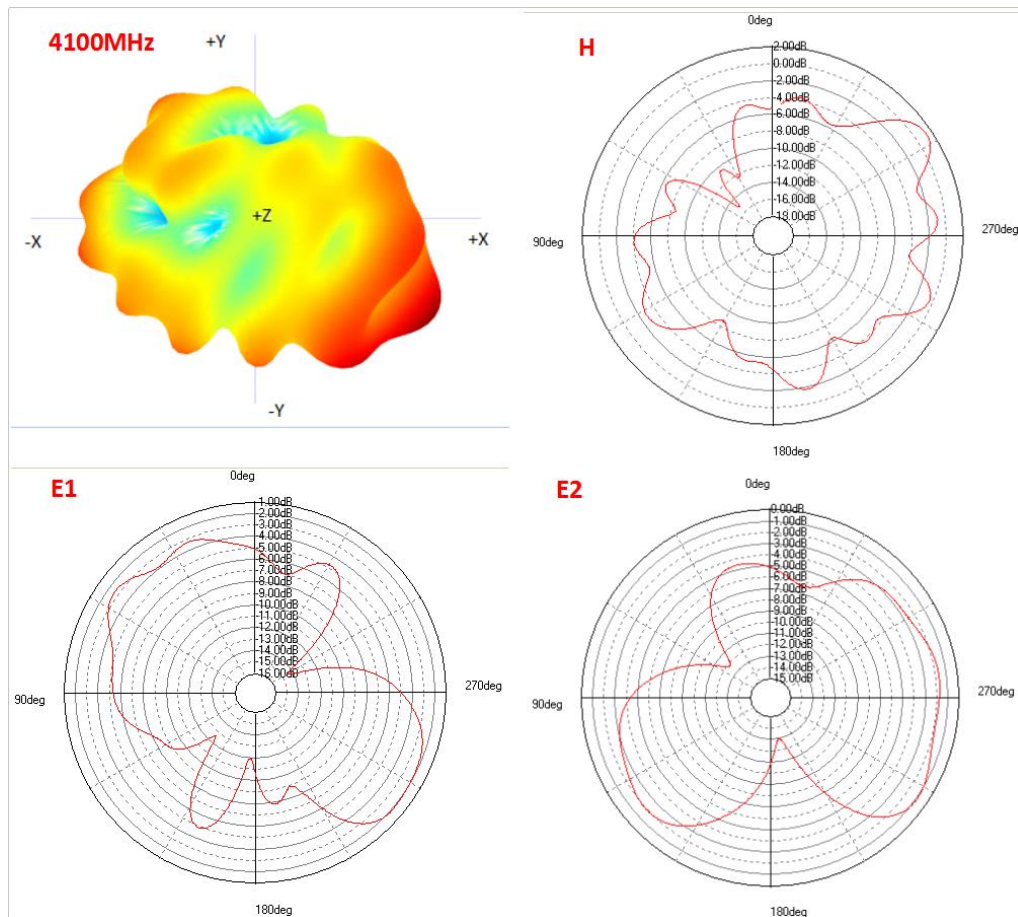 4100MHz
+Y
-X
+Z
+X
-Y
H
0deg
2.00dB
0.00dB
-2.00dB
-4.00dB
-6.00dB
-8.00dB
-10.00dB
-12.00dB
-14.00dB
-16.00dB
-18.00dB
90deg
270deg
180deg
E1
0deg
-1.00dB
-2.00dB
-3.00dB
-4.00dB
-5.00dB
-6.00dB
-7.00dB
-8.00dB
-9.00dB
-10.00dB
-11.00dB
-12.00dB
-13.00dB
-14.00dB
-15.00dB
-16.00dB
90deg
270deg
180deg
E2
0deg
0.00dB
-1.00dB
-2.00dB
-3.00dB
-4.00dB
-5.00dB
-6.00dB
-7.00dB
-8.00dB
-9.00dB
-10.00dB
-11.00dB
-12.00dB
-13.00dB
-14.00dB
-15.00dB
90deg
270deg
180deg